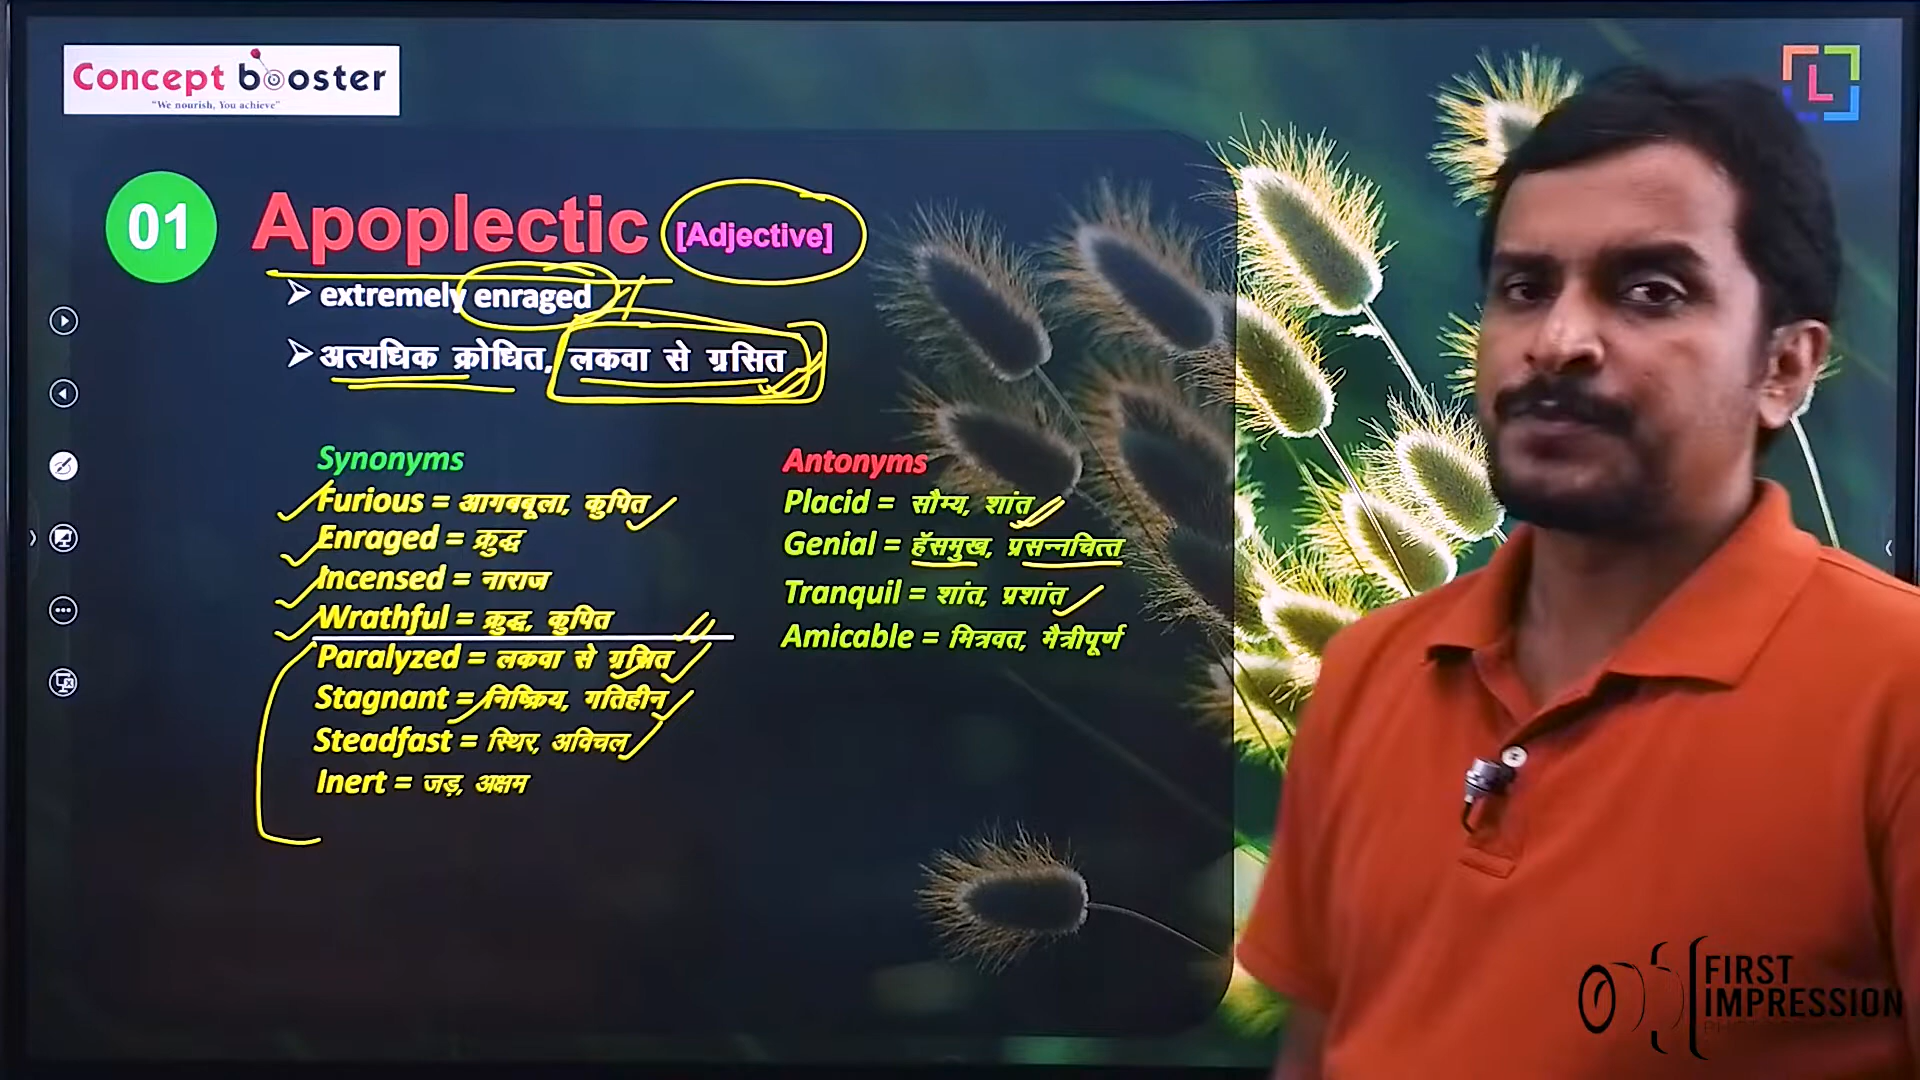 Concept booster
"We nourish, You achieve"
L
01
Apoplectic [Adjective]
extremely enraged
अत्यधिक क्रोधित, लकवा से ग्रसित
Synonyms
Furious = आगबबूला, कुपित
Enraged = क्रुद्ध
Incensed = नाराज
Wrathful = क्रुद्ध, कुपित
Paralyzed = लकवा से ग्रसित
Stagnant = निष्क्रिय, गतिहीन
Steadfast = स्थिर, अविचल
Inert = जड़, अक्षम
Antonyms
Placid = सौम्य, शांत
Genial = हॅसमुख, प्रसन्नचित्त
Tranquil = शांत, प्रशांत
Amicable = मित्रवत, मैत्रीपूर्ण
FIRST
IMPRESSION